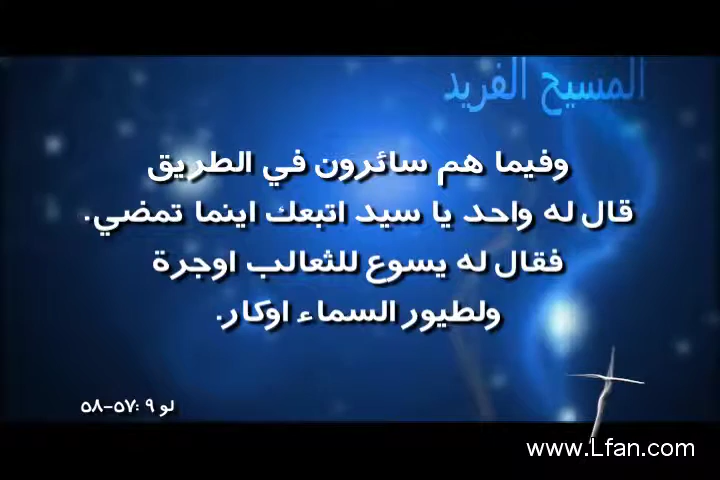 المسيح الفريد
وفيما هم سائرون في الطريق
قال له واحد يا سيد اتبعك اينما تمضي.
فقال له يسوع للثعالب اوجرة
ولطيور السماء اوكار.
لو ٩ :٥٧-٥٨
www.Lfan.com